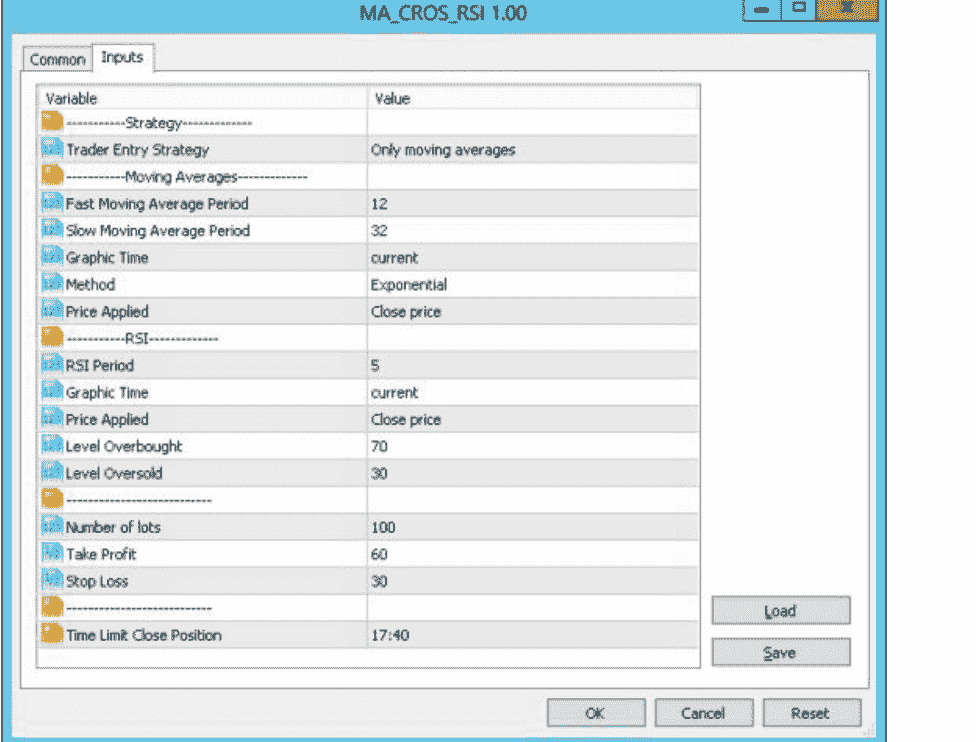 MA_CROS_RSI 1.00
Common Inputs
Variable Value
-----------Strategy-------------
Trader Entry Strategy Only moving averages
-----------Moving Averages-------------
Fast Moving Average Period 12
Slow Moving Average Period 32
Graphic Time current
Method Exponential
Price Applied Close price
-----------RSI-------------
RSI Period 5
Graphic Time current
Price Applied Close price
Level Overbought 70
Level Oversold 30
---------------------------
Number of lots 100
Take Profit 60
Stop Loss 30
---------------------------
Time Limit Close Position 17:40
Load
Save
OK Cancel Reset